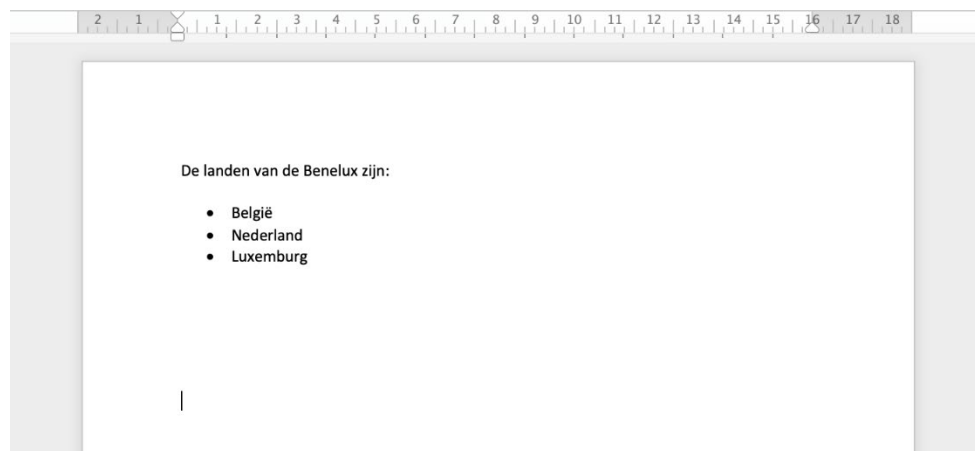 2 1 1 2 3 4 5 6 7 8 9 10 11 12 13 14 15 16 17 18
De landen van de Benelux zijn:
• België
• Nederland
• Luxemburg